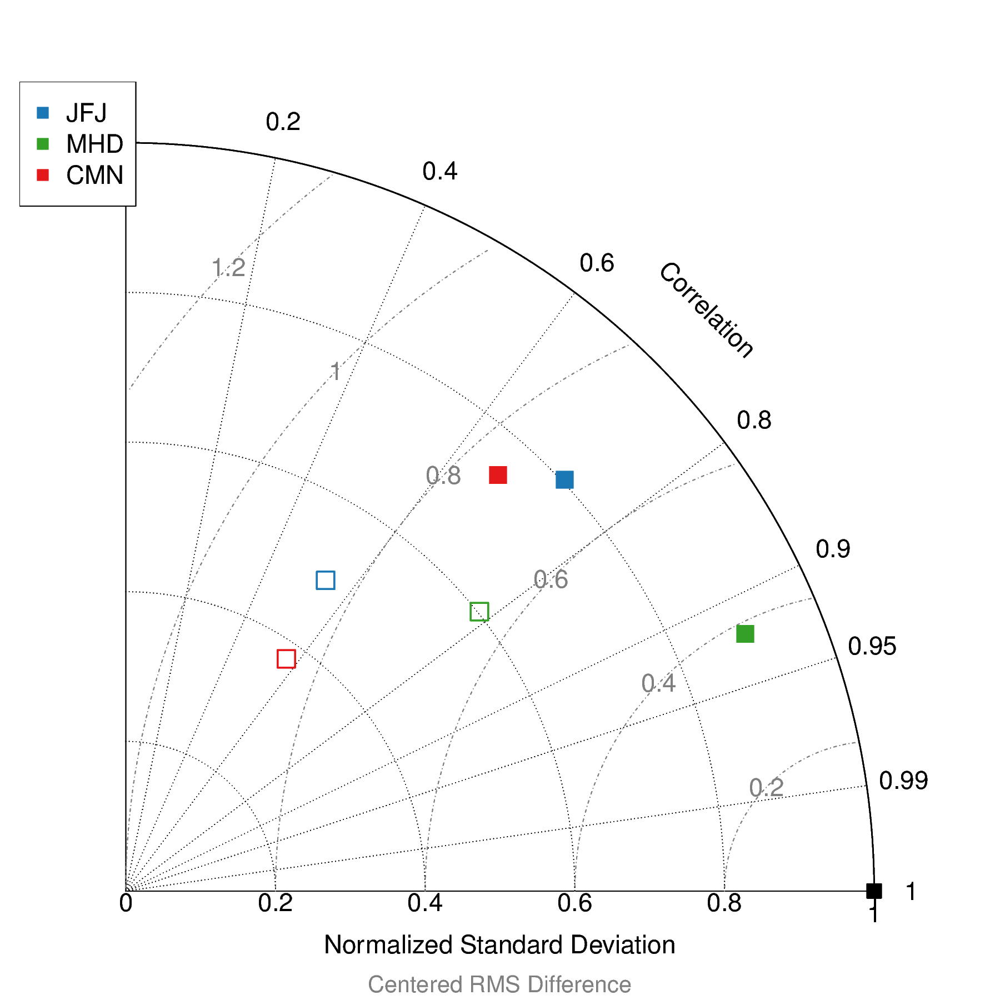 JFJ
MHD
CMN
0.2
0.4
0.6
Correlation
0.8
0.9
0.95
0.99
1
1.2
1
0.8
0.6
0.4
0.2
0 0.2 0.4 0.6 0.8 1
Normalized Standard Deviation
Centered RMS Difference